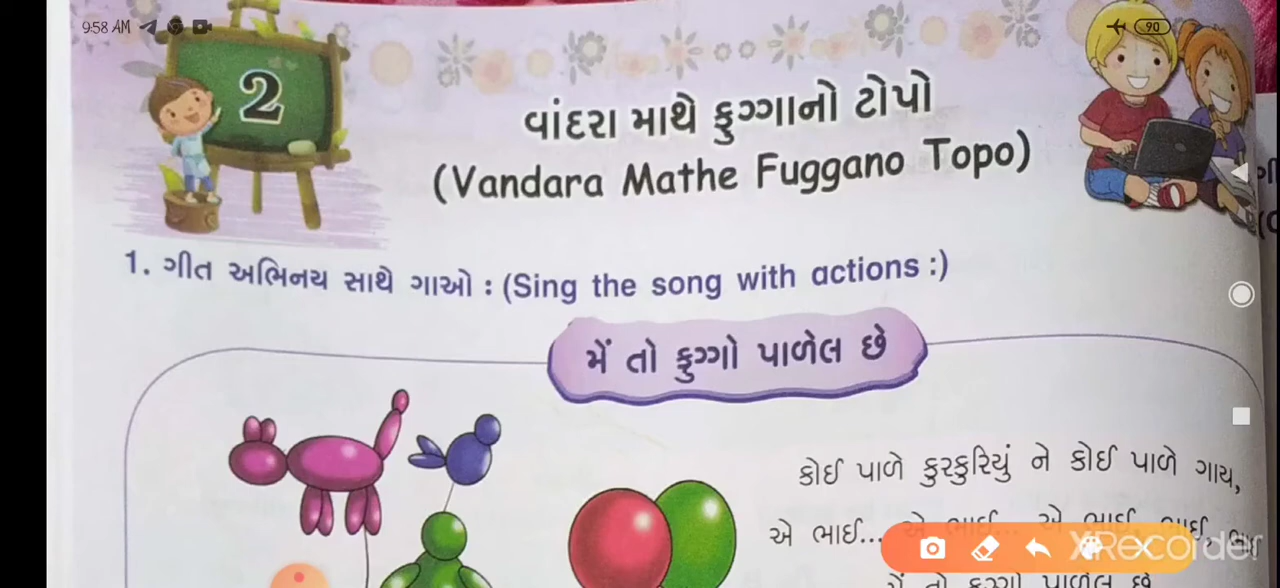 9:58 AM
90
2
વાંદરા માથે ફુગ્ગાનો ટોપો
(Vandara Mathe Fuggano Topo)
1. ગીત અભિનય સાથે ગાઓ : (Sing the song with actions :)
મેં તો ફુગ્ગો પાળેલ છે
કોઈ પાળે કુરકુરિયું ને કોઈ પાળે ગાય,
એ ભાઈ... એ ભાઈ... એ ભાઈ, ભાઈ, ભાઈ
XRecorder
મેં તો ફુગ્ગો પાળેલ છે